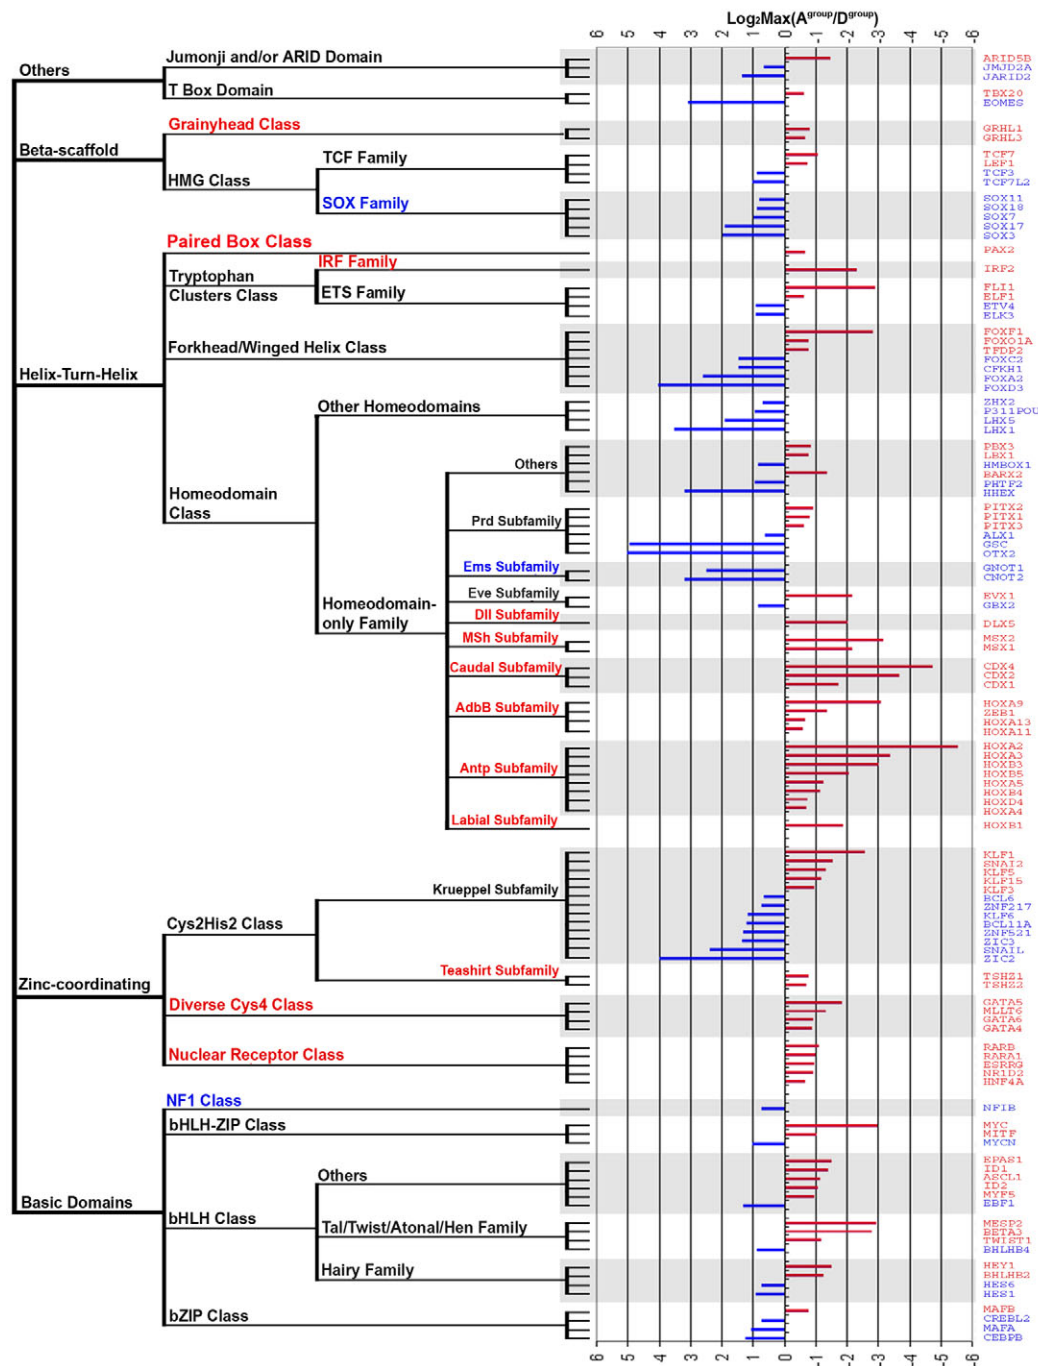 Log₂Max(A^group/D^group)
6 5 4 3 2 1 0 -1 -2 -3 -4 -5 -6
Others
Jumonji and/or ARID Domain
ARID5B
JMJD2A
JARID2
T Box Domain
TBX20
EOMES
Beta-scaffold
Grainyhead Class
GRHL1
GRHL3
HMG Class
TCF Family
TCF7
LEF1
TCF3
TCF7L2
SOX Family
SOX11
SOX18
SOX7
SOX17
SOX3
Helix-Turn-Helix
Paired Box Class
PAX2
Tryptophan
Clusters Class
IRF Family
IRF2
ETS Family
FLI1
ELF1
ETV4
ELK3
Forkhead/Winged Helix Class
FOXF1
FOXO1A
TFDP2
FOXC2
CFKH1
FOXA2
FOXD3
Homeodomain
Class
Other Homeodomains
ZHX2
P311POU
LHX5
LHX1
Homeodomain-
only Family
Others
PBX3
LBX1
HMBOX1
BARX2
PHTF2
HHEX
Prd Subfamily
PITX2
PITX1
PITX3
ALX1
GSC
OTX2
Ems Subfamily
GNOT1
CNOT2
Eve Subfamily
EVX1
GBX2
Dll Subfamily
DLX5
MSh Subfamily
MSX2
MSX1
Caudal Subfamily
CDX4
CDX2
CDX1
AdbB Subfamily
HOXA9
ZEB1
HOXA13
HOXA11
Antp Subfamily
HOXA2
HOXA3
HOXB3
HOXB5
HOXA5
HOXB4
HOXD4
HOXA4
Labial Subfamily
HOXB1
Zinc-coordinating
Cys2His2 Class
Krueppel Subfamily
KLF1
SNAI2
KLF5
KLF15
KLF3
BCL6
ZNF217
KLF6
BCL11A
ZNF521
ZIC3
SNAIL
ZIC2
Teashirt Subfamily
TSHZ1
TSHZ2
Diverse Cys4 Class
GATA5
MLLT6
GATA6
GATA4
Nuclear Receptor Class
RARB
RARA1
ESRRG
NR1D2
HNF4A
Basic Domains
NF1 Class
NFIB
bHLH-ZIP Class
MYC
MITF
MYCN
bHLH Class
Others
EPAS1
ID1
ASCL1
ID2
MYF5
EBF1
Tal/Twist/Atonal/Hen Family
MESP2
BETA3
TWIST1
BHLHB4
Hairy Family
HEY1
BHLHB2
HES6
HES1
bZIP Class
MAFB
CREBL2
MAFA
CEBPB
6 5 4 3 2 1 0 -1 -2 -3 -4 -5 -6